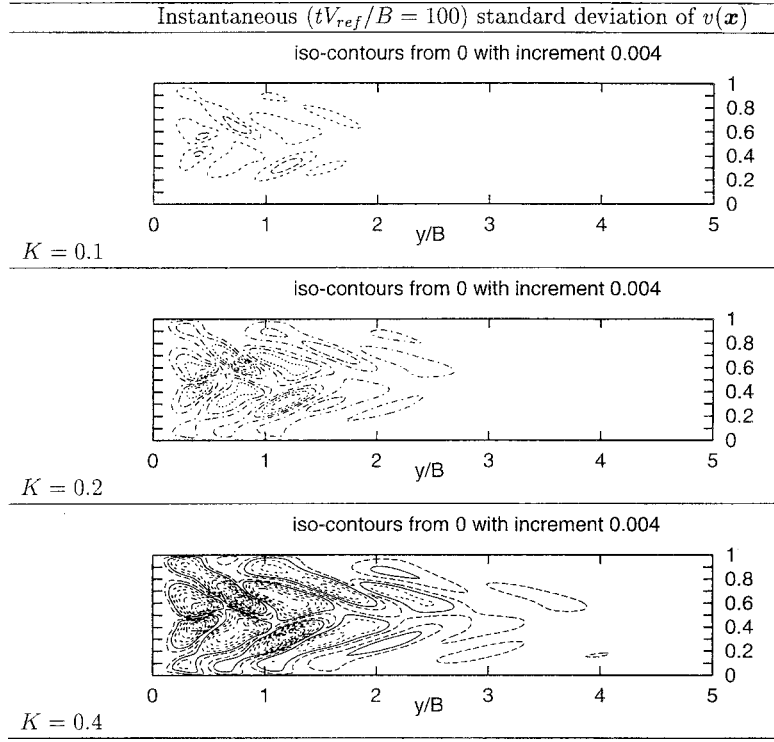 Instantaneous (tV_ref/B = 100) standard deviation of v(x)
iso-contours from 0 with increment 0.004
1
0.8
0.6
0.4
0.2
0
0 1 2 3 4 5
y/B
K = 0.1
iso-contours from 0 with increment 0.004
1
0.8
0.6
0.4
0.2
0
0 1 2 3 4 5
y/B
K = 0.2
iso-contours from 0 with increment 0.004
1
0.8
0.6
0.4
0.2
0
0 1 2 3 4 5
y/B
K = 0.4